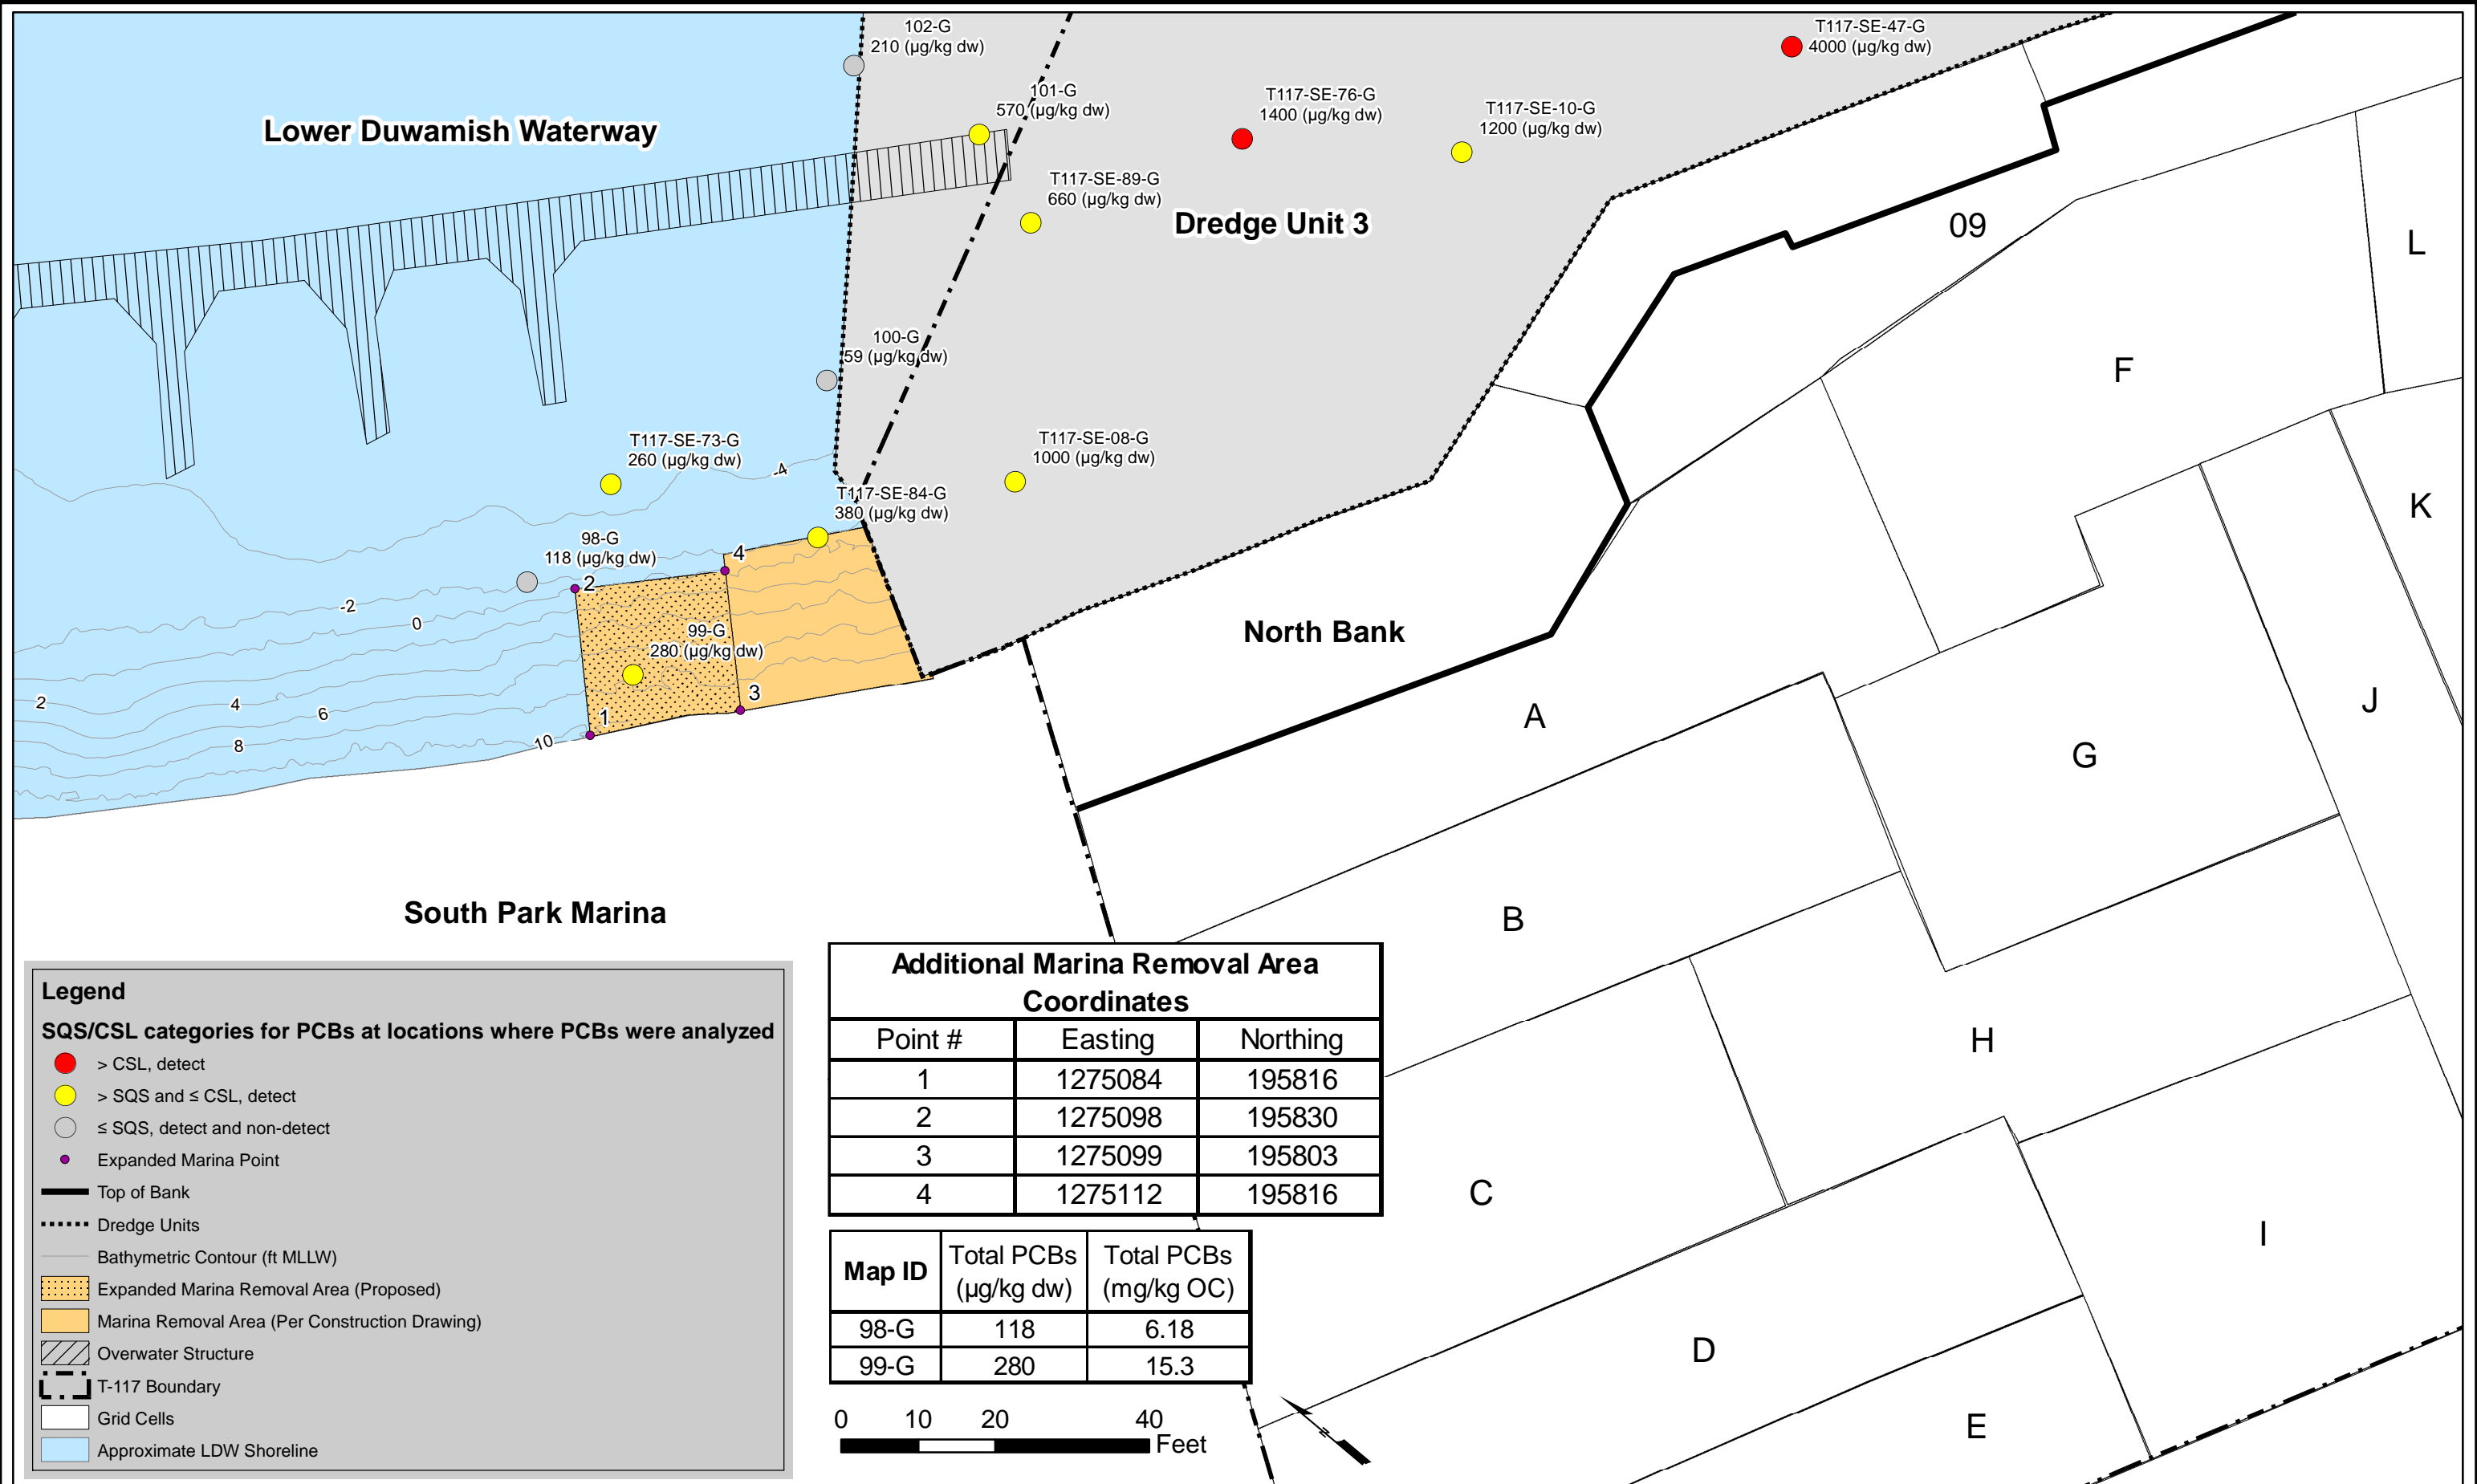 102-G
210 (µg/kg dw)
T117-SE-47-G
4000 (µg/kg dw)
Lower Duwamish Waterway
101-G
570 (µg/kg dw)
T117-SE-76-G
1400 (µg/kg dw)
T117-SE-10-G
1200 (µg/kg dw)
T117-SE-89-G
660 (µg/kg dw)
Dredge Unit 3
09
L
100-G
59 (µg/kg dw)
F
T117-SE-73-G
260 (µg/kg dw)
-4
T117-SE-08-G
1000 (µg/kg dw)
T117-SE-84-G
380 (µg/kg dw)
K
98-G
118 (µg/kg dw)
4
2
-2
0
99-G
280 (µg/kg dw)
North Bank
2
4
6
8
10
1
3
A
J
G
South Park Marina
B
H
C
I
D
E
Legend
SQS/CSL categories for PCBs at locations where PCBs were analyzed
> CSL, detect
> SQS and ≤ CSL, detect
≤ SQS, detect and non-detect
Expanded Marina Point
Top of Bank
Dredge Units
Bathymetric Contour (ft MLLW)
Expanded Marina Removal Area (Proposed)
Marina Removal Area (Per Construction Drawing)
Overwater Structure
T-117 Boundary
Grid Cells
Approximate LDW Shoreline
Additional Marina Removal Area
Coordinates
Point # Easting Northing
1 1275084 195816
2 1275098 195830
3 1275099 195803
4 1275112 195816
Map ID Total PCBs (µg/kg dw) Total PCBs (mg/kg OC)
98-G 118 6.18
99-G 280 15.3
0 10 20 40
Feet
N